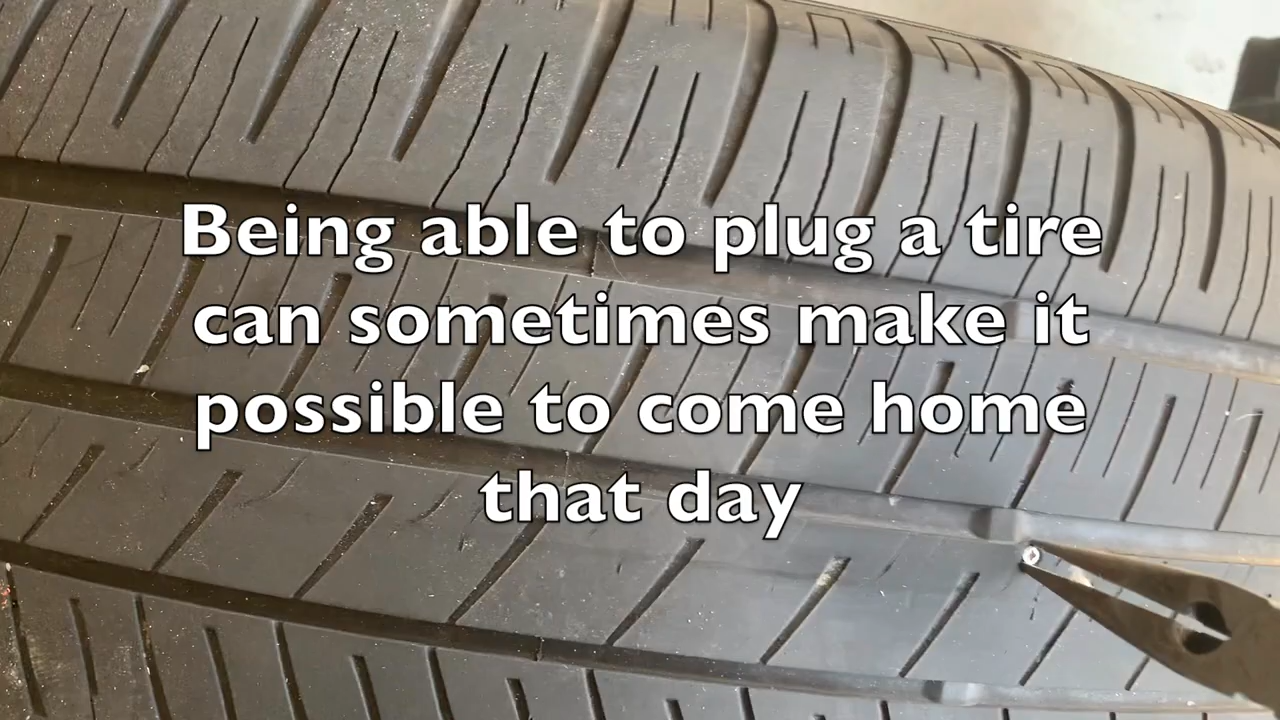 Being able to plug a tire
can sometimes make it
possible to come home
that day